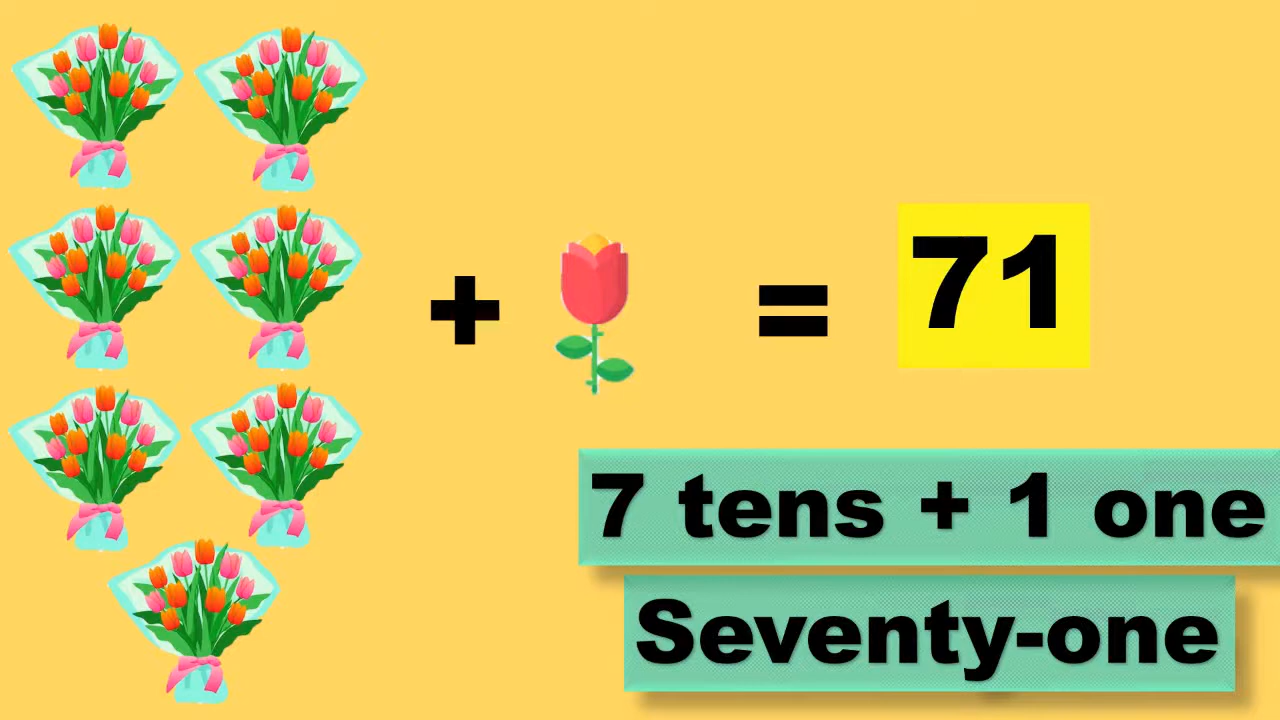 + = 71
7 tens + 1 one
Seventy-one